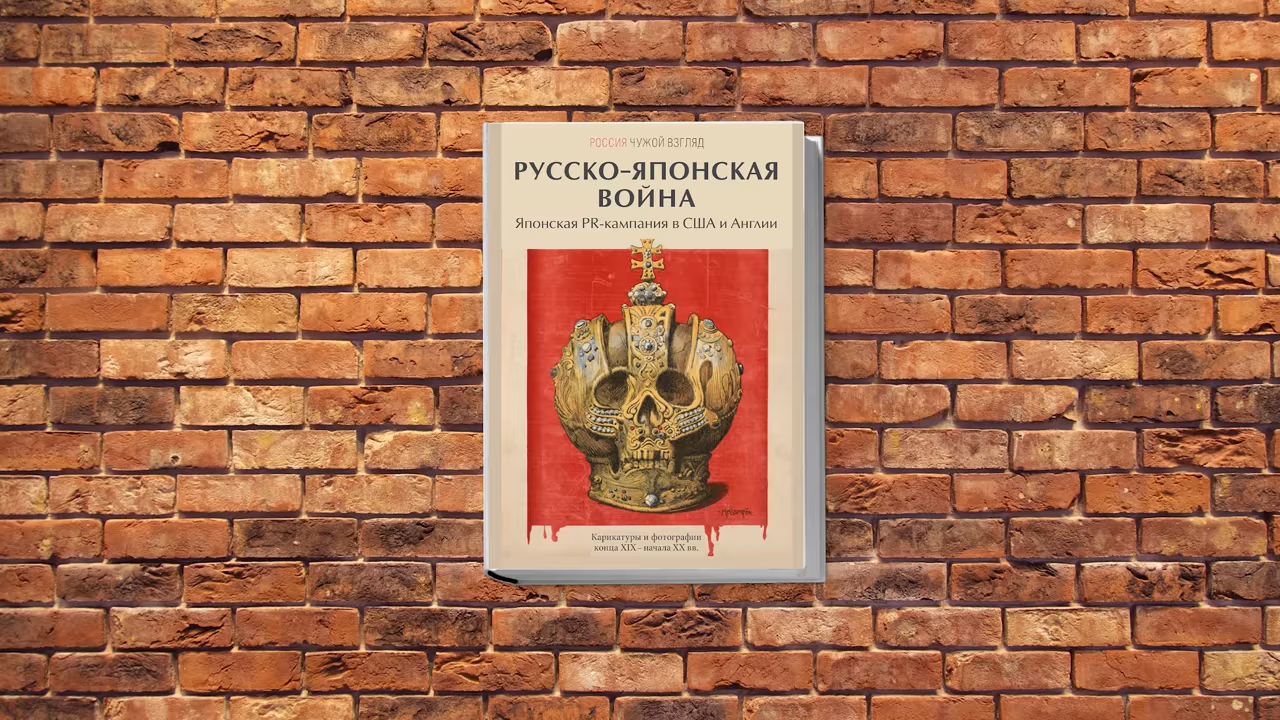 РОССИЯ ЧУЖОЙ ВЗГЛЯД
РУССКО-ЯПОНСКАЯ
ВОЙНА
Японская PR-кампания в США и Англии
Карикатуры и фотографии
конца XIX – начала XX вв.